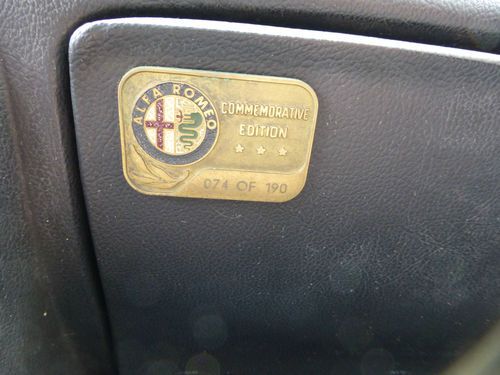 ALFA ROMEO
COMMEMORATIVE
EDITION
074 OF 190